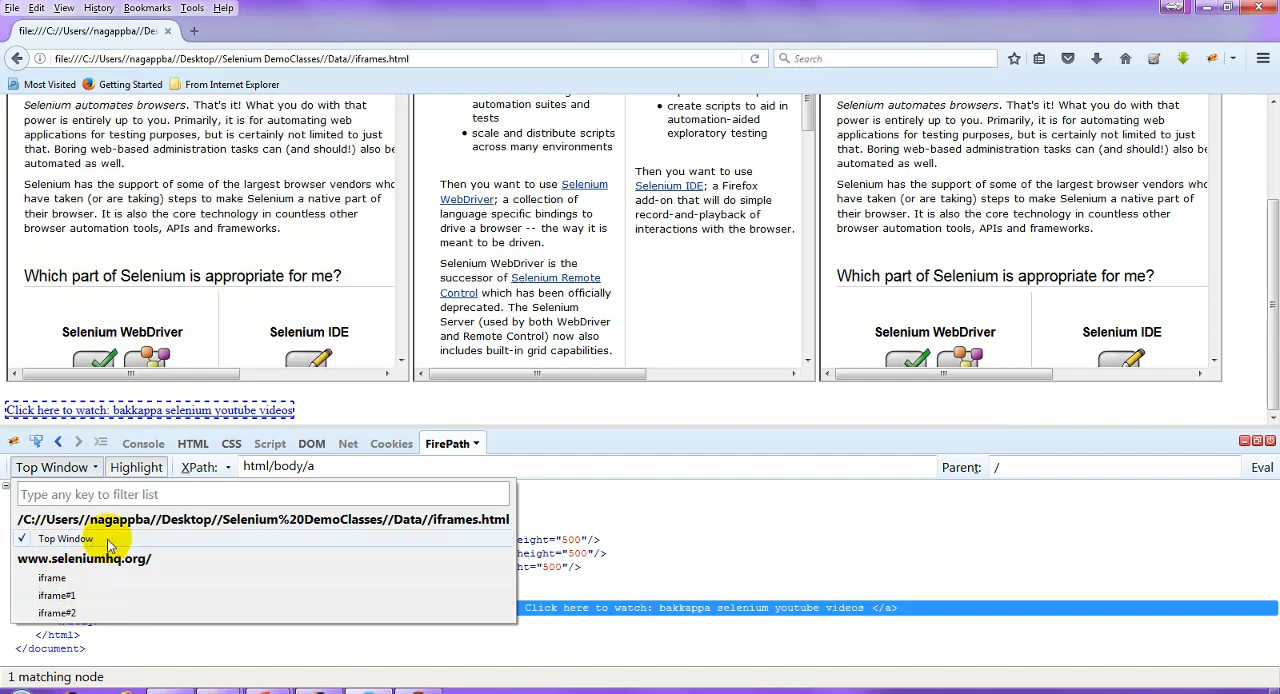 File Edit View History Bookmarks Tools Help
file:///C:/Users//nagappba//Des
file:///C:/Users//nagappba//Desktop//Selenium DemoClasses//Data//iframes.html
Search
Most Visited Getting Started From Internet Explorer
Selenium automates browsers. That's it! What you do with that
power is entirely up to you. Primarily, it is for automating web
applications for testing purposes, but is certainly not limited to just
that. Boring web-based administration tasks can (and should!) also be
automated as well.
Selenium has the support of some of the largest browser vendors who
have taken (or are taking) steps to make Selenium a native part of
their browser. It is also the core technology in countless other
browser automation tools, APIs and frameworks.
Which part of Selenium is appropriate for me?
Selenium WebDriver Selenium IDE
automation suites and
tests
scale and distribute scripts
across many environments
Then you want to use Selenium
WebDriver; a collection of
language specific bindings to
drive a browser -- the way it is
meant to be driven.
Selenium WebDriver is the
successor of Selenium Remote
Control which has been officially
deprecated. The Selenium
Server (used by both WebDriver
and Remote Control) now also
includes built-in grid capabilities.
create scripts to aid in
automation-aided
exploratory testing
Then you want to use
Selenium IDE; a Firefox
add-on that will do simple
record-and-playback of
interactions with the browser.
Selenium automates browsers. That's it! What you do with that
power is entirely up to you. Primarily, it is for automating web
applications for testing purposes, but is certainly not limited to just
that. Boring web-based administration tasks can (and should!) also be
automated as well.
Selenium has the support of some of the largest browser vendors who
have taken (or are taking) steps to make Selenium a native part of
their browser. It is also the core technology in countless other
browser automation tools, APIs and frameworks.
Which part of Selenium is appropriate for me?
Selenium WebDriver Selenium IDE
Click here to watch: bakkappa selenium youtube videos
Console HTML CSS Script DOM Net Cookies FirePath
Top Window Highlight XPath: html/body/a Parent: / Eval
Type any key to filter list
/C://Users//nagappba//Desktop//Selenium%20DemoClasses//Data//iframes.html
Top Window
www.seleniumhq.org/
iframe
iframe#1
iframe#2
eight="500"/>
height="500"/>
ght="500"/>
Click here to watch: bakkappa selenium youtube videos </a>
</html>
</document>
1 matching node